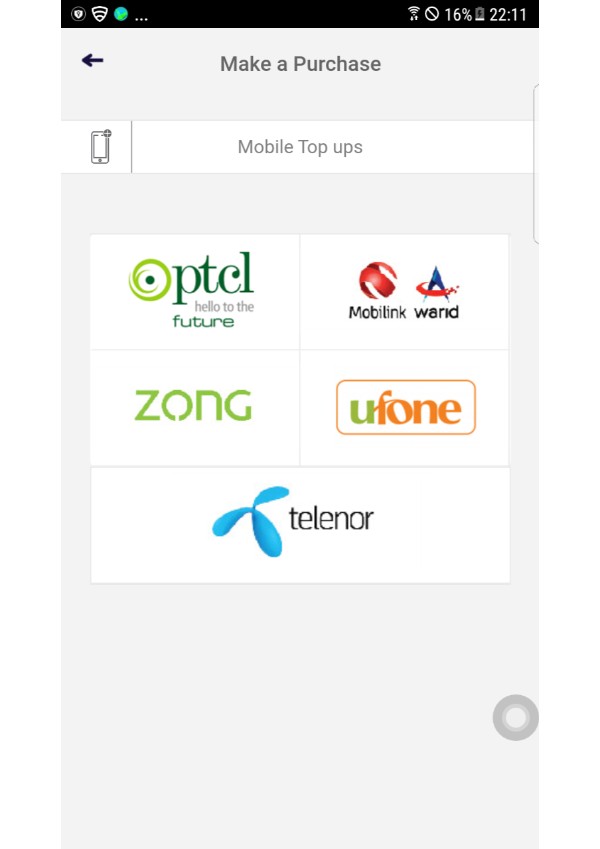 ... 16% 22:11
Make a Purchase
Mobile Top ups
ptcl
hello to the
future
Mobilink warid
ZONG
ufone
telenor